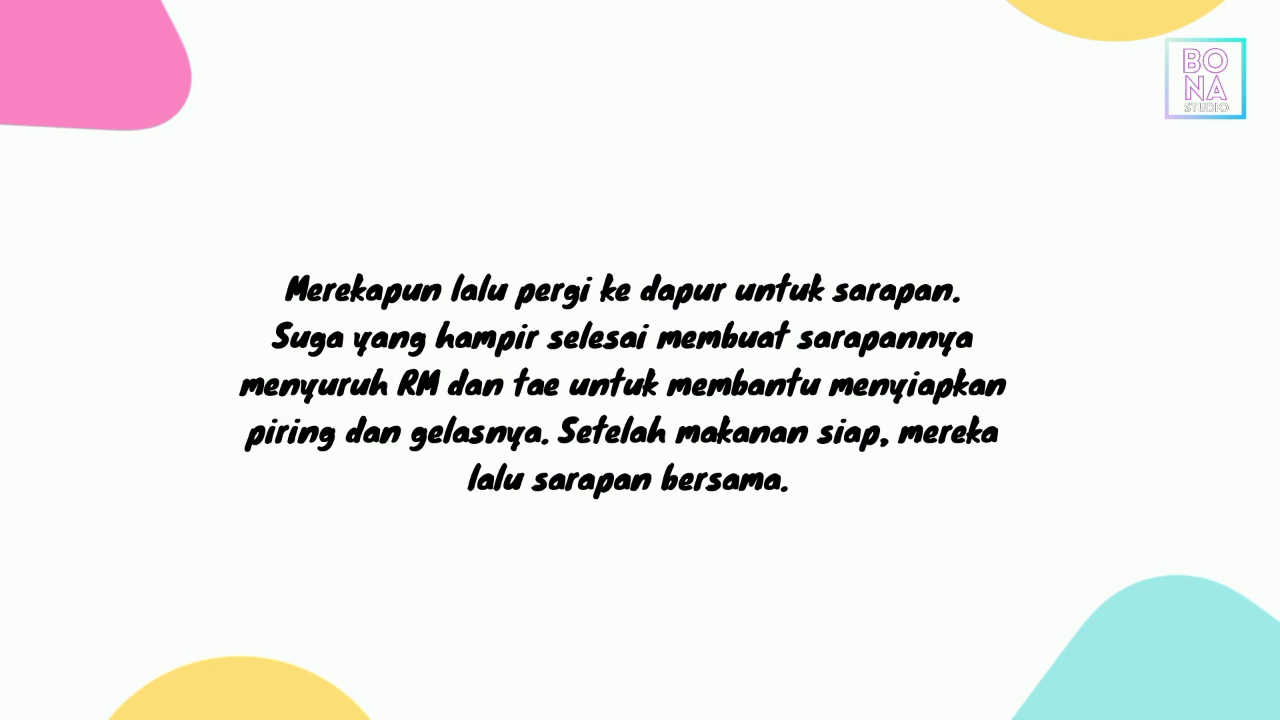 BO
NA
STUDIO
Merekapun lalu pergi ke dapur untuk sarapan.
Suga yang hampir selesai membuat sarapannya
menyuruh RM dan tae untuk membantu menyiapkan
piring dan gelasnya. Setelah makanan siap, mereka
lalu sarapan bersama.